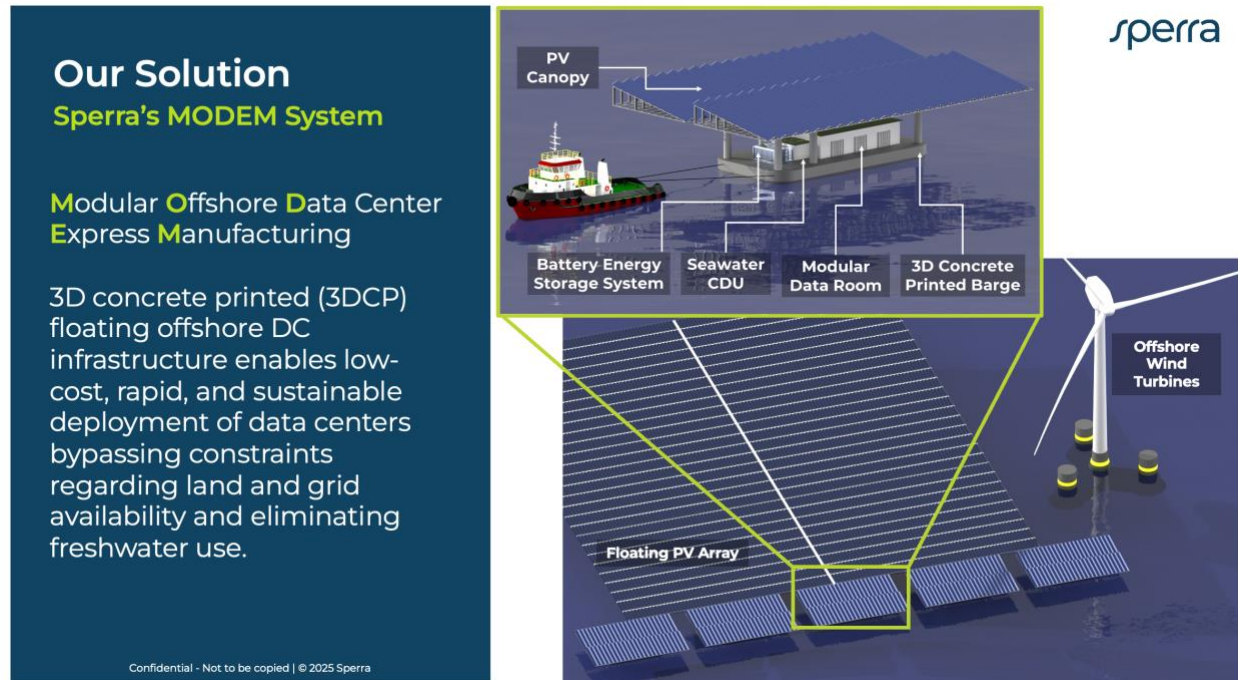 Our Solution
Sperra's MODEM System
Modular Offshore Data Center
Express Manufacturing
3D concrete printed (3DCP)
floating offshore DC
infrastructure enables low-
cost, rapid, and sustainable
deployment of data centers
bypassing constraints
regarding land and grid
availability and eliminating
freshwater use.
Confidential - Not to be copied | © 2025 Sperra
sperra
PV
Canopy
Battery Energy
Storage System
Seawater
CDU
Modular
Data Room
3D Concrete
Printed Barge
Offshore
Wind
Turbines
Floating PV Array